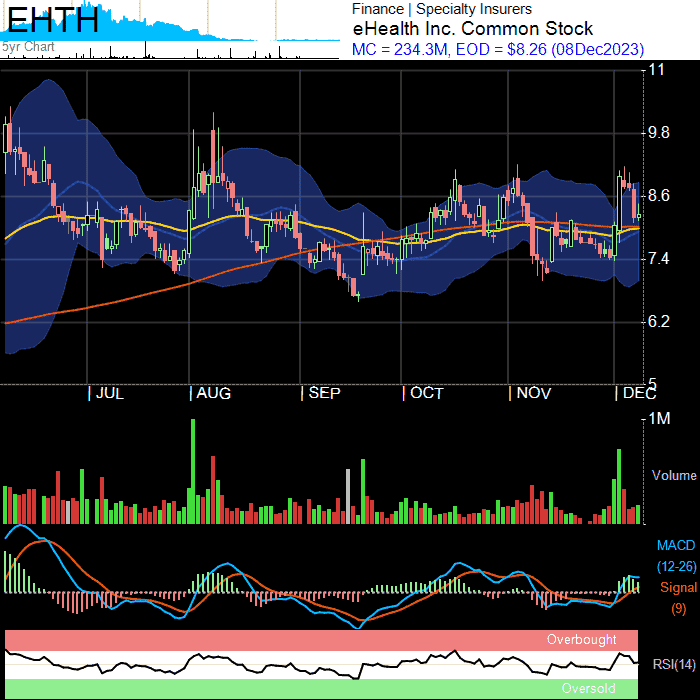 EHTH
5yr Chart
Finance | Specialty Insurers
eHealth Inc. Common Stock
MC = 234.3M, EOD = $8.26 (08Dec2023)
11
9.8
8.6
7.4
6.2
5
| JUL | AUG | SEP | OCT | NOV | DEC
1M
Volume
MACD
(12-26)
Signal
(9)
Overbought
RSI(14)
Oversold